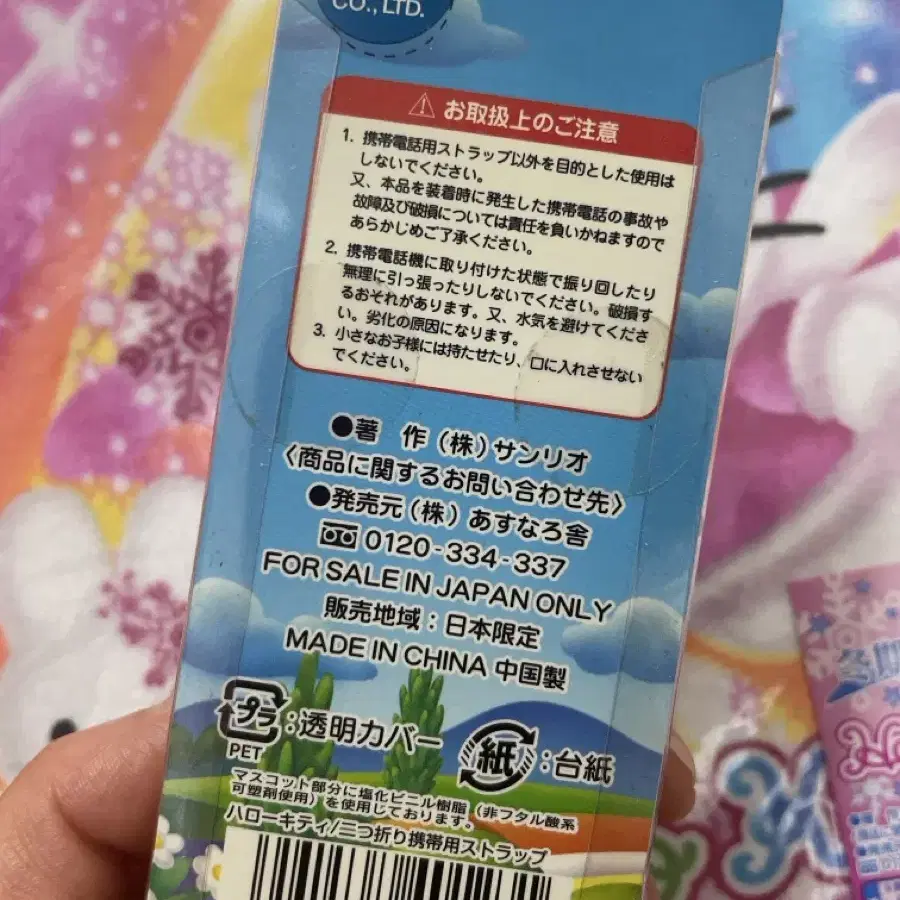 CO., LTD.
お取扱上のご注意
1. 携帯電話用ストラップ以外を目的とした使用は
しないでください。
又、本品を装着時に発生した携帯電話の事故や
故障及び破損については責任を負いかねますので
あらかじめご了承ください。
2. 携帯電話機に取り付けた状態で振り回したり
無理に引っ張ったりしないでください。破損す
るおそれがあります。又、水気を避けてくださ
い。劣化の原因になります。
3. 小さなお子様には持たせたり、口に入れさせない
でください。
●著 作 (株) サンリオ
〈商品に関するお問い合わせ先〉
●発売元 (株) あすなろ舎
0120-334-337
FOR SALE IN JAPAN ONLY
販売地域:日本限定
MADE IN CHINA 中国製
プラ:透明カバー
PET
紙:台紙
マスコット部分に塩化ビニル樹脂 (非フタル酸系
可塑剤使用) を使用しております。
ハローキティ/三つ折り携帯用ストラップ